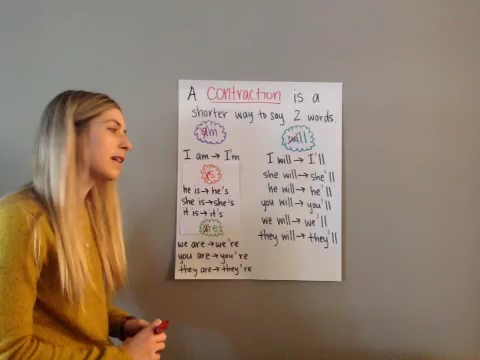 A contraction is a
shorter way to say 2 words.
am
I am → I'm
is
he is → he's
she is → she's
it is → it's
are
we are → we're
you are → you're
they are → they're
will
I will → I'll
she will → she'll
he will → he'll
you will → you'll
we will → we'll
they will → they'll